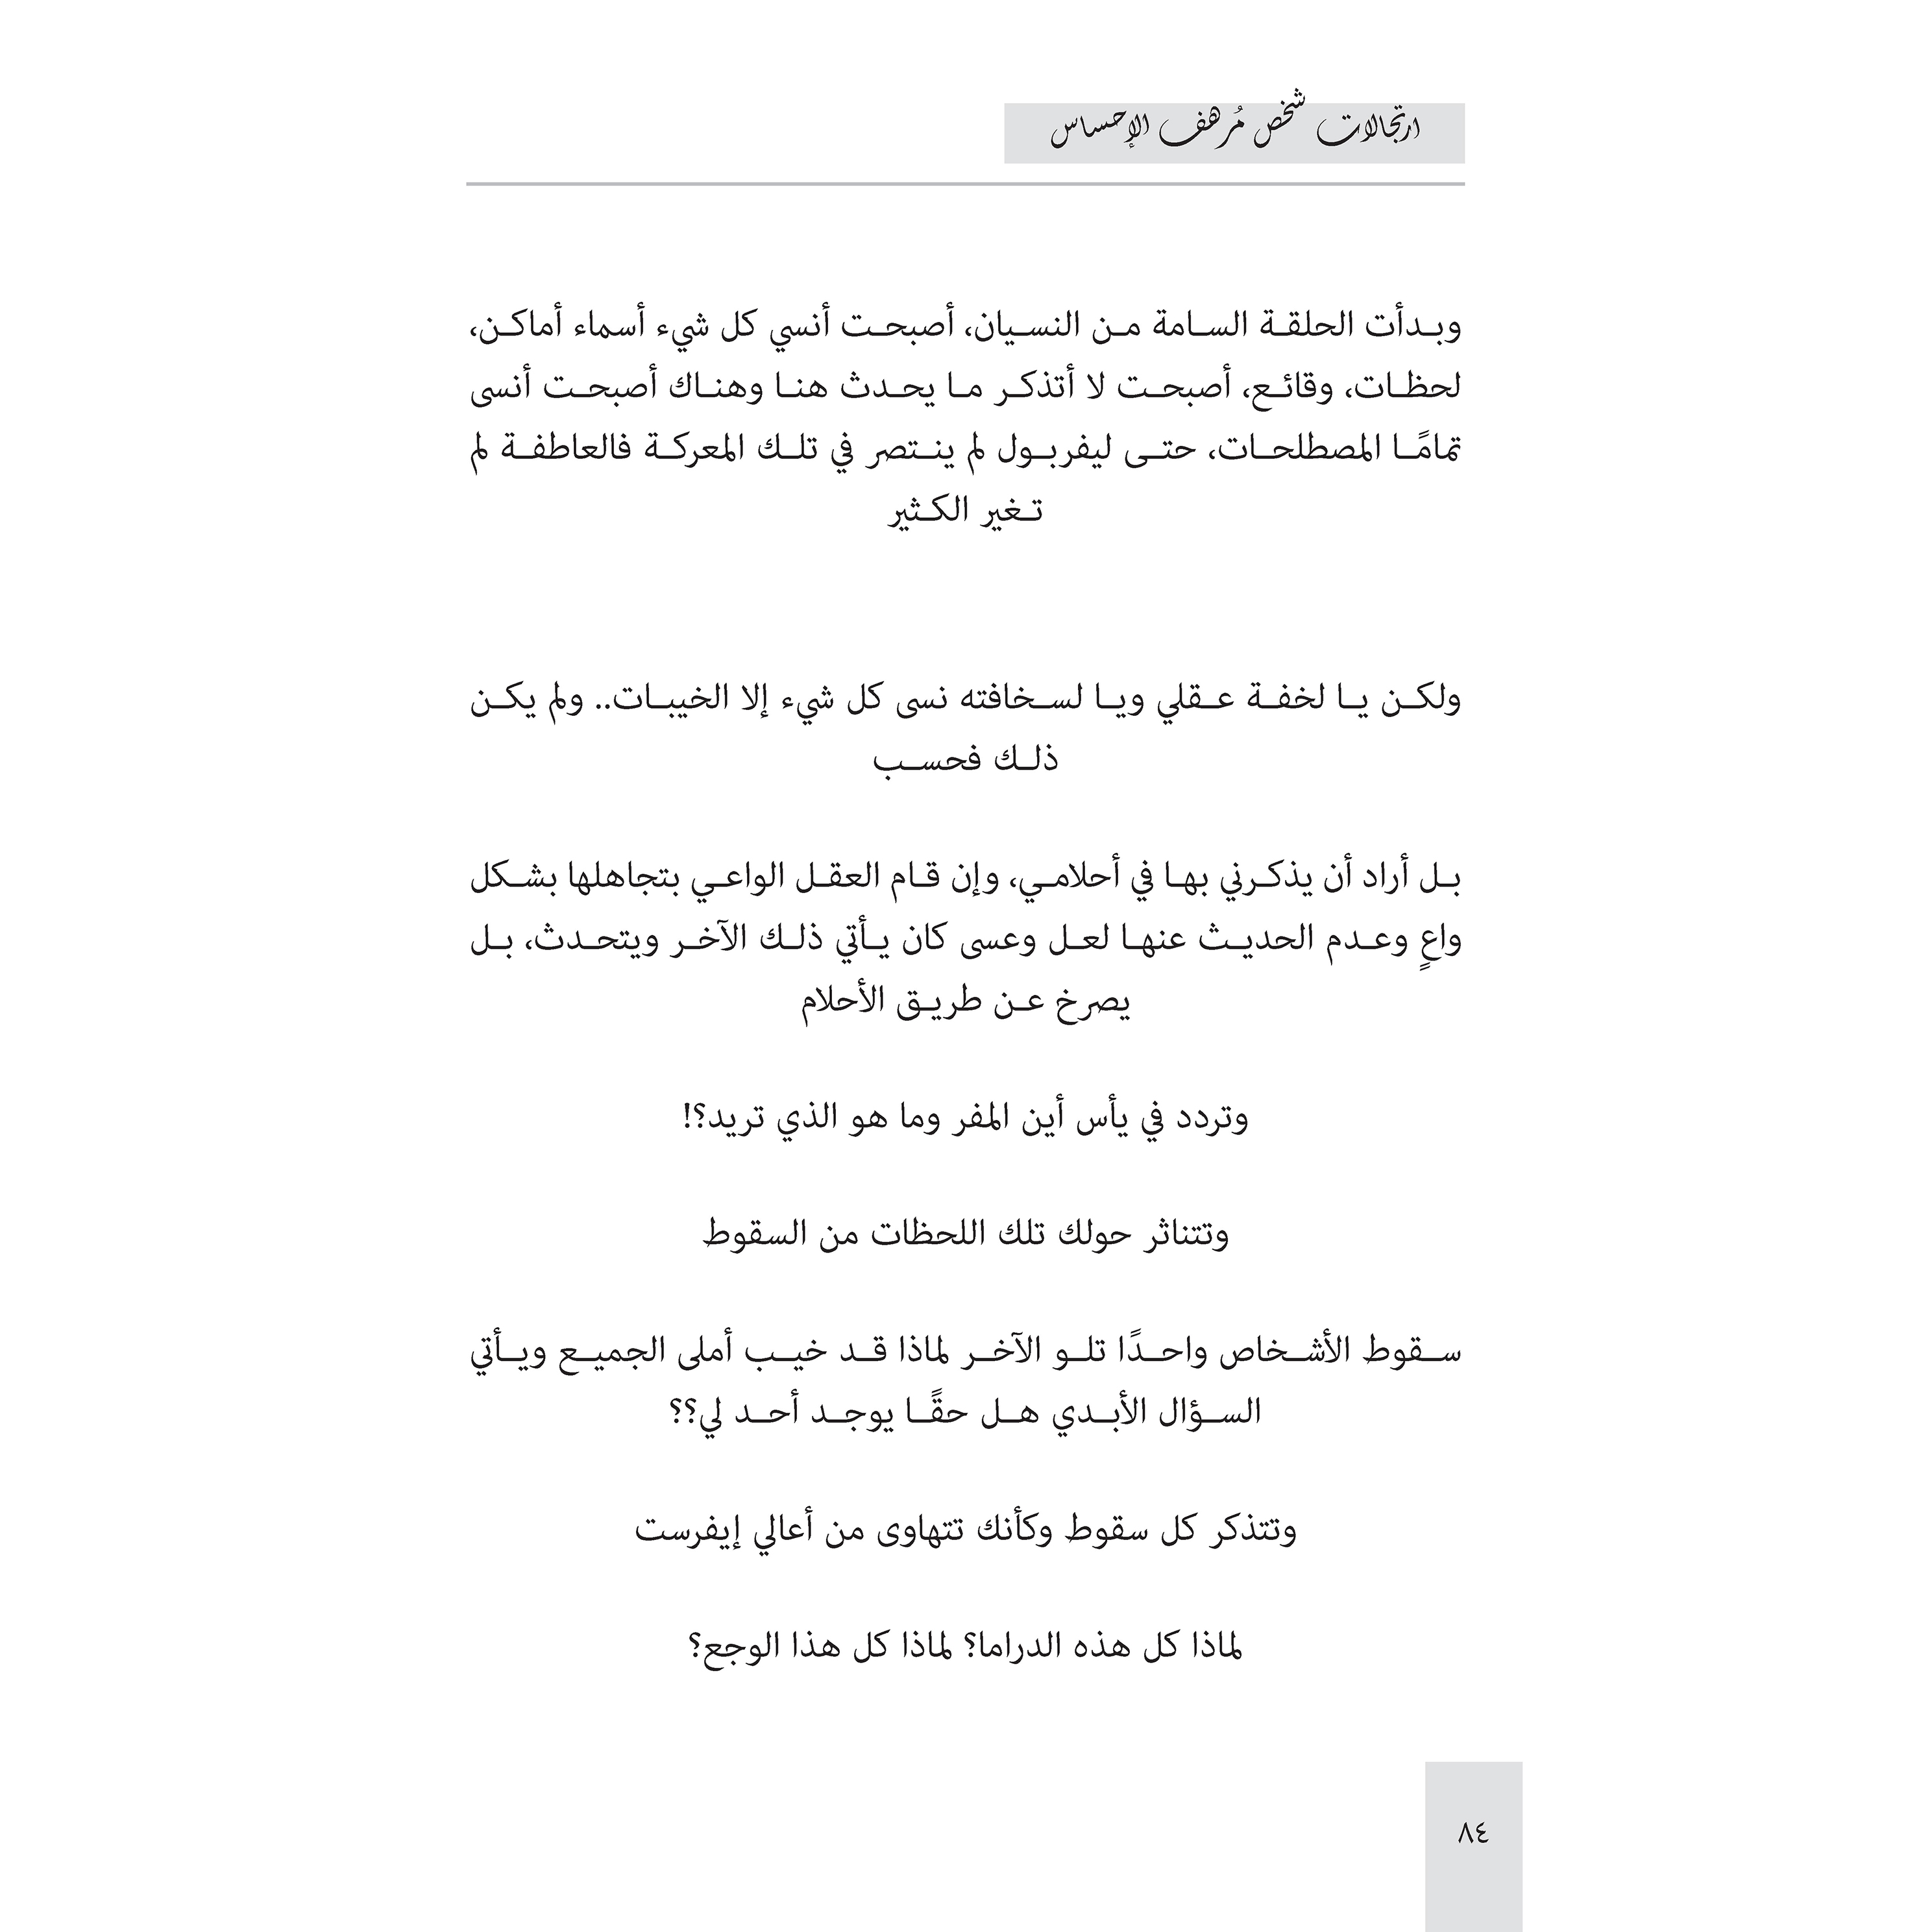 ارتجالات شخص مُرهف الإحساس
وبدأت الحلقة السامة من النسيان، أصبحت أنسي كل شيء أسماء أماكن،
لحظات، وقائع، أصبحت لا أتذكر ما يحدث هنا وهناك أصبحت أنسى
تمامًا المصطلحات، حتى ليفربول لم ينتصر في تلك المعركة فالعاطفة لم
تغير الكثير
ولكن يا لخفة عقلي ويا لسخافته نسى كل شيء إلا الخيبات.. ولم يكن
ذلك فحسب
بل أراد أن يذكرني بها في أحلامي، وإن قام العقل الواعي بتجاهلها بشكل
واعٍ وعدم الحديث عنها لعل وعسى كان يأتي ذلك الآخر ويتحدث، بل
يصرخ عن طريق الأحلام
وتردد في يأس أين المفر وما هو الذي تريد؟!
وتتناثر حولك تلك اللحظات من السقوط
سقوط الأشخاص واحدًا تلو الآخر لماذا قد خيب أملى الجميع ويأتي
السؤال الأبدي هل حقًا يوجد أحد لي؟؟
وتتذكر كل سقوط وكأنك تتهاوى من أعالي إيفرست
لماذا كل هذه الدراما؟ لماذا كل هذا الوجع؟
٨٤